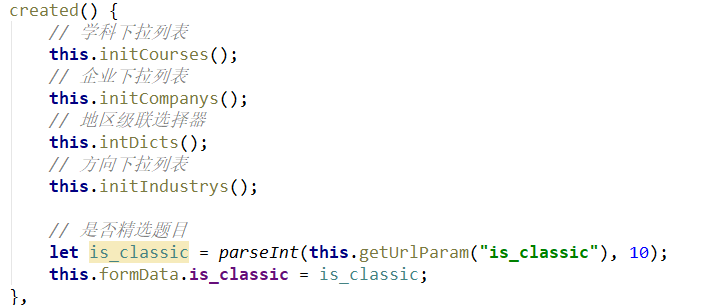 created() {
// 学科下拉列表
this.initCourses();
// 企业下拉列表
this.initCompanys();
// 地区级联选择器
this.intDicts();
// 方向下拉列表
this.initIndustrys();
// 是否精选题目
let is_classic = parseInt(this.getUrlParam("is_classic"), 10);
this.formData.is_classic = is_classic;
},